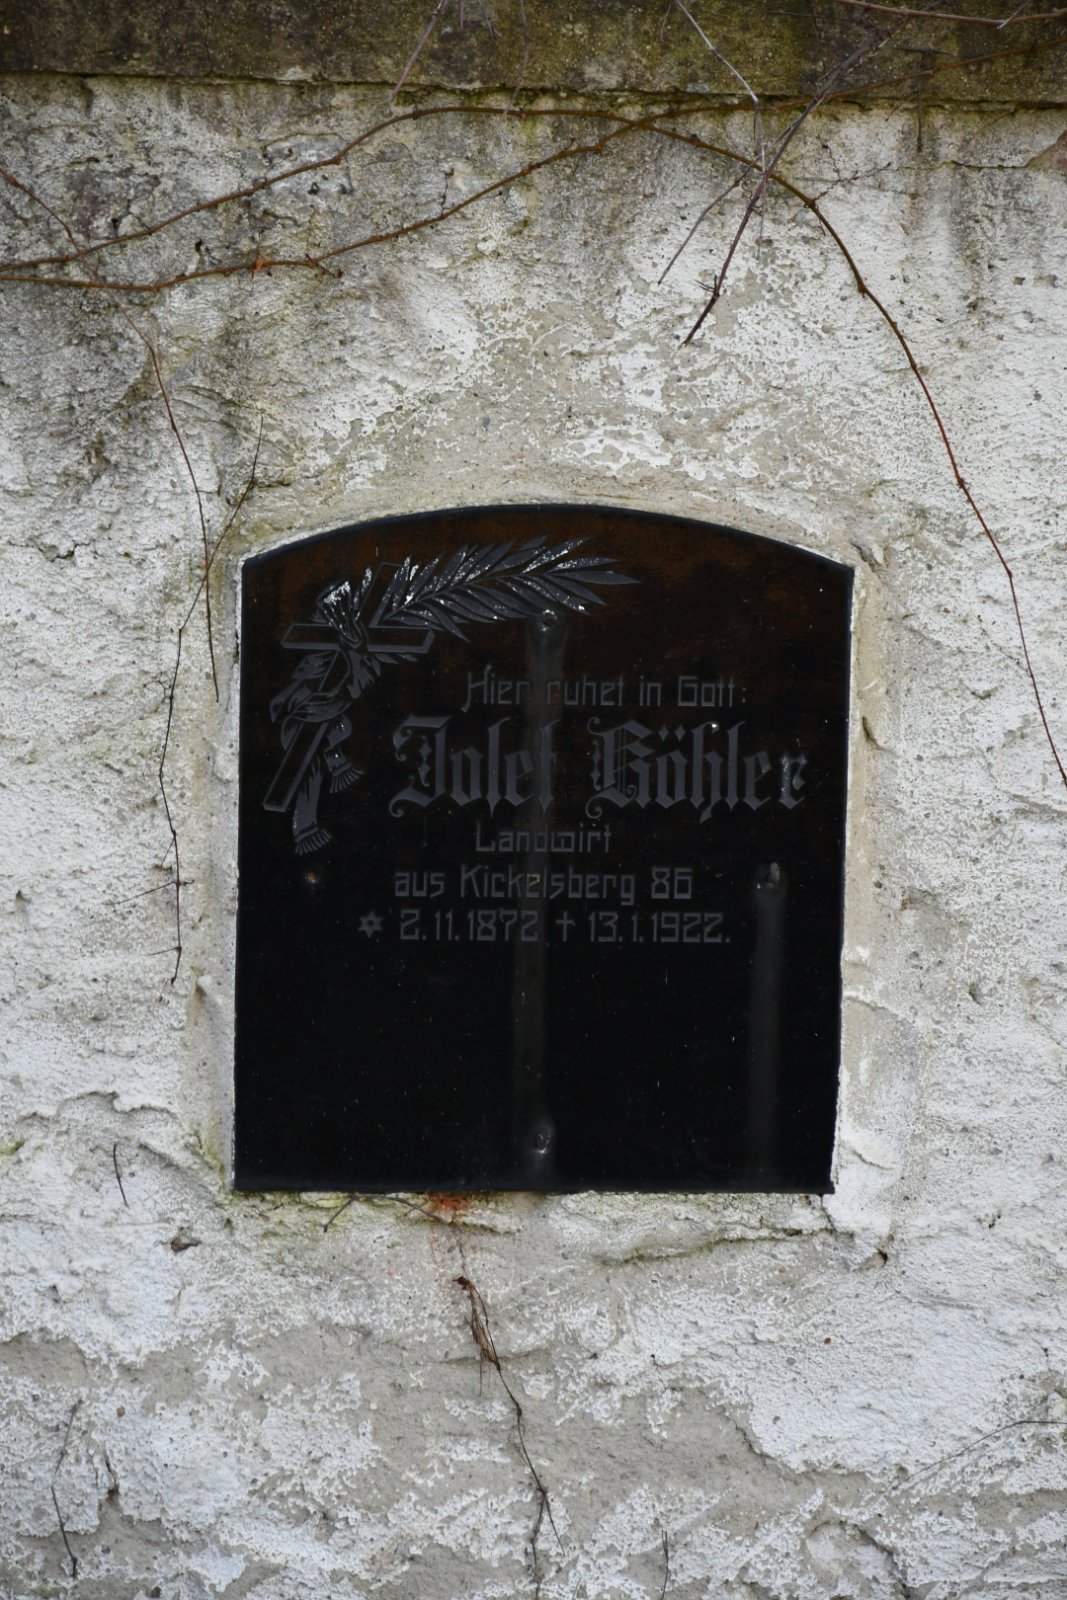 Hier ruhet in Gott:
Joſef Köhler
Landwirt
aus Kickelsberg 86
✶ 2.11.1872 ✝ 13.1.1922.